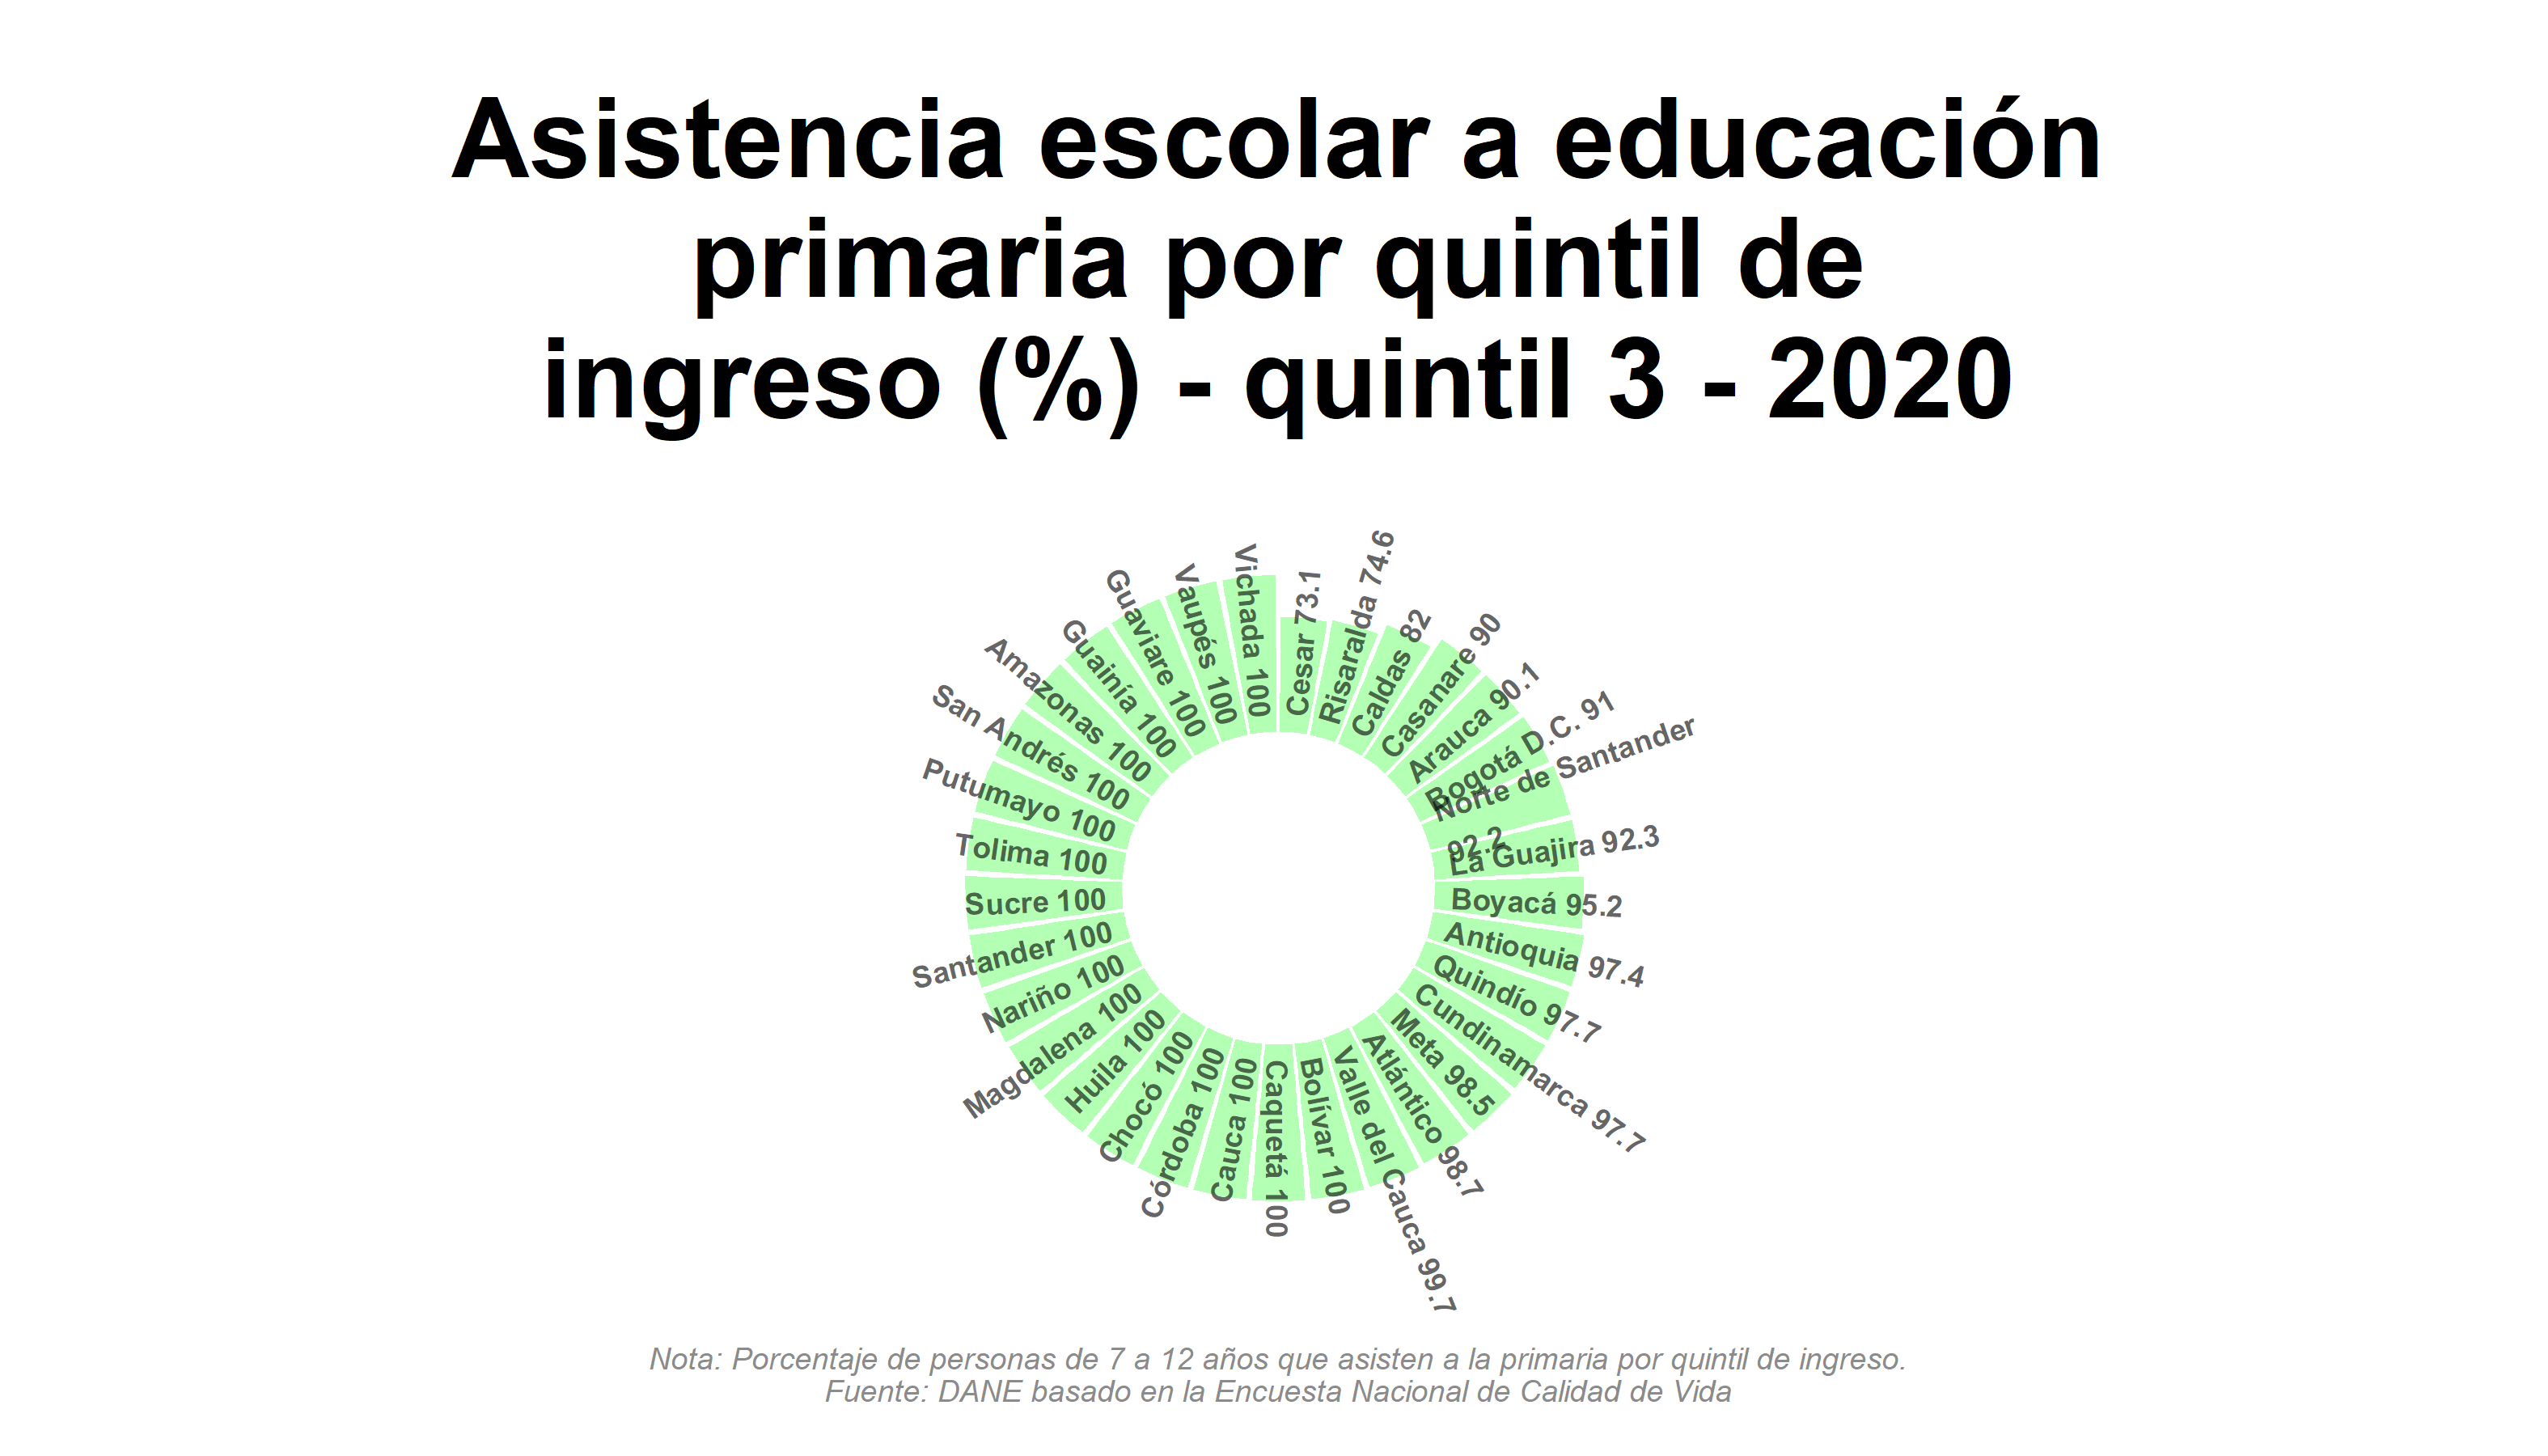 Asistencia escolar a educación
primaria por quintil de
ingreso (%) - quintil 3 - 2020
Cesar 73.1
Risaralda 74.6
Caldas 82
Casanare 90
Arauca 90.1
Bogotá D.C. 91
Norte de Santander
92.2
La Guajira 92.3
Boyacá 95.2
Antioquia 97.4
Quindío 97.7
Cundinamarca 97.7
Meta 98.5
Atlántico 98.7
Valle del Cauca 99.7
Bolívar 100
Caquetá 100
Cauca 100
Córdoba 100
Chocó 100
Huila 100
Magdalena 100
Nariño 100
Santander 100
Sucre 100
Tolima 100
Putumayo 100
San Andrés 100
Amazonas 100
Guainía 100
Guaviare 100
Vaupés 100
Vichada 100
Nota: Porcentaje de personas de 7 a 12 años que asisten a la primaria por quintil de ingreso.
Fuente: DANE basado en la Encuesta Nacional de Calidad de Vida